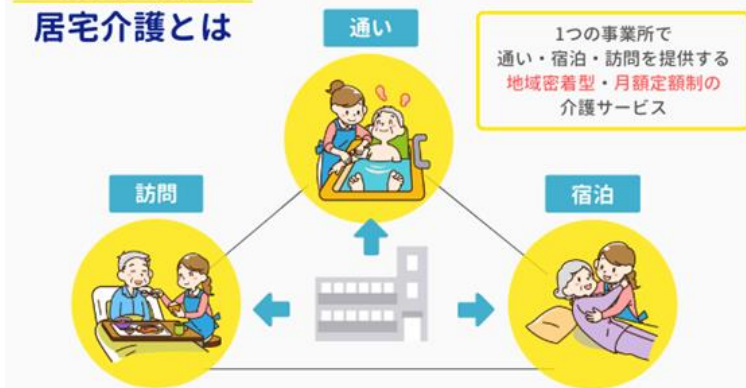 居宅介護とは
通い
1つの事業所で
通い・宿泊・訪問を提供する
地域密着型・月額定額制の
介護サービス
訪問
宿泊